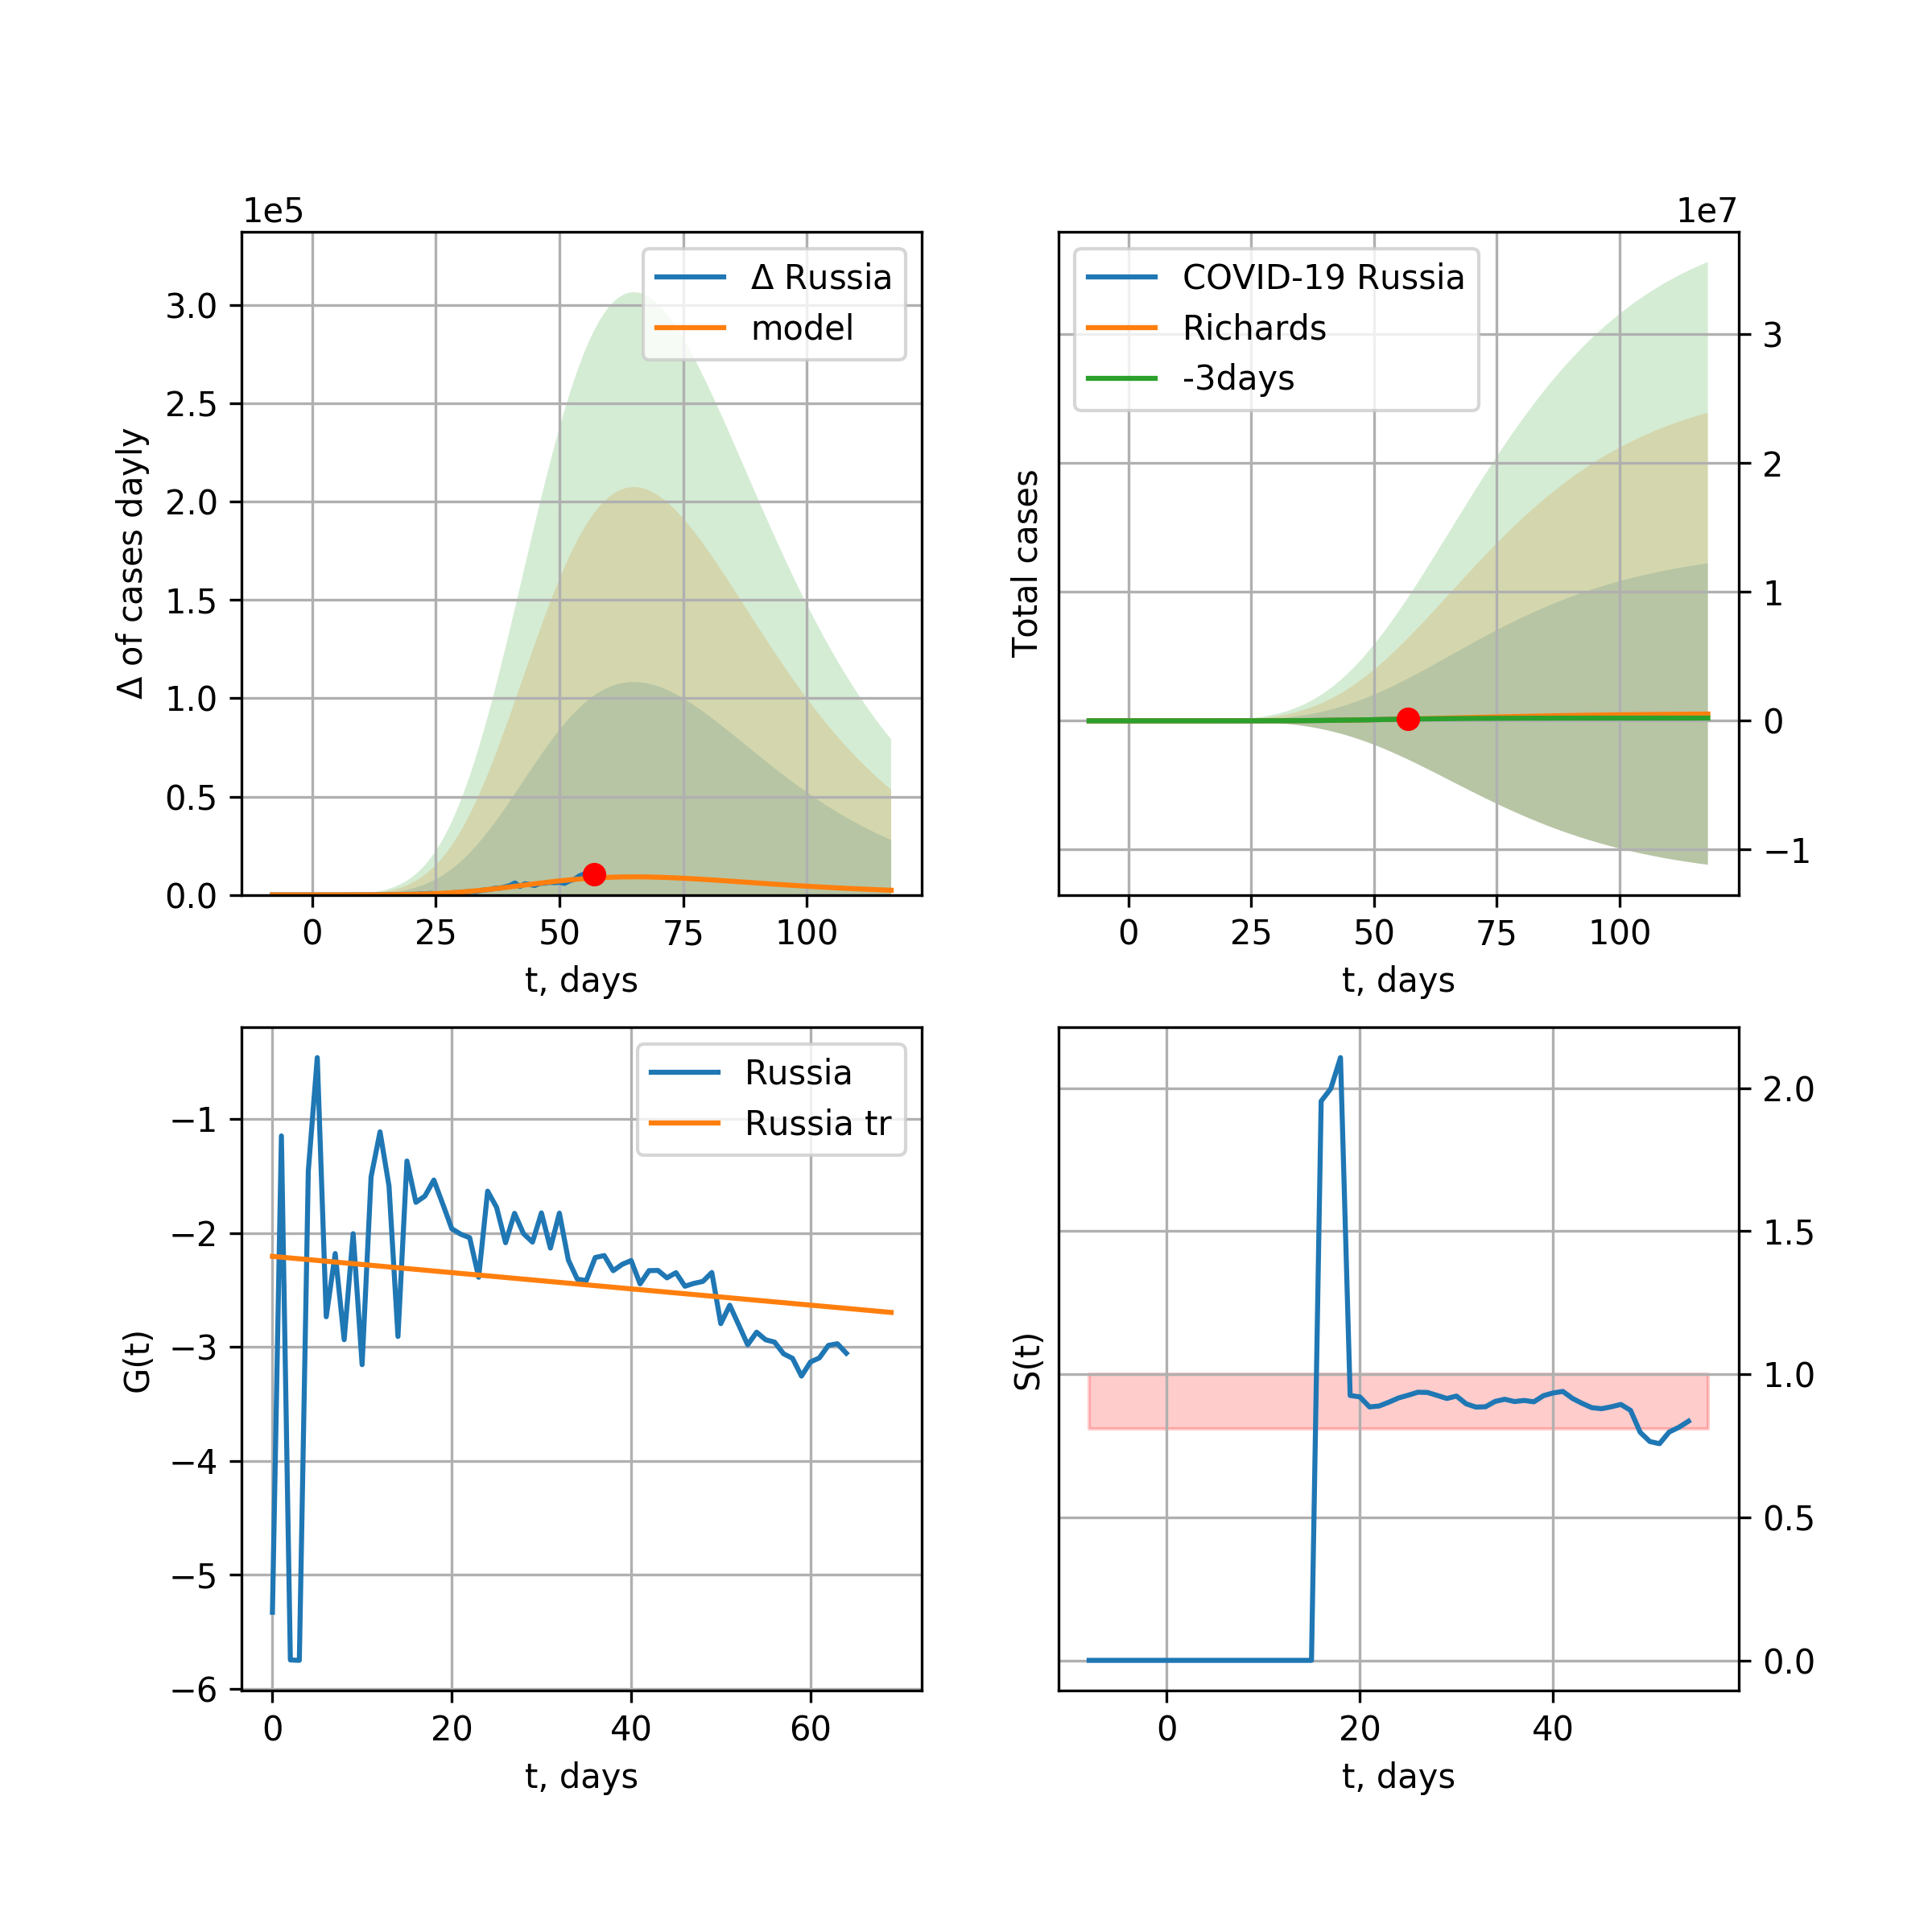 1e5
Δ of cases dayly
3.0
2.5
2.0
1.5
1.0
0.5
0.0
0 25 50 75 100
t, days
Δ Russia
model
1e7
Total cases
3
2
1
0
−1
0 25 50 75 100
t, days
COVID-19 Russia
Richards
-3days
G(t)
−1
−2
−3
−4
−5
−6
0 20 40 60
t, days
Russia
Russia tr
S(t)
2.0
1.5
1.0
0.5
0.0
0 20 40
t, days